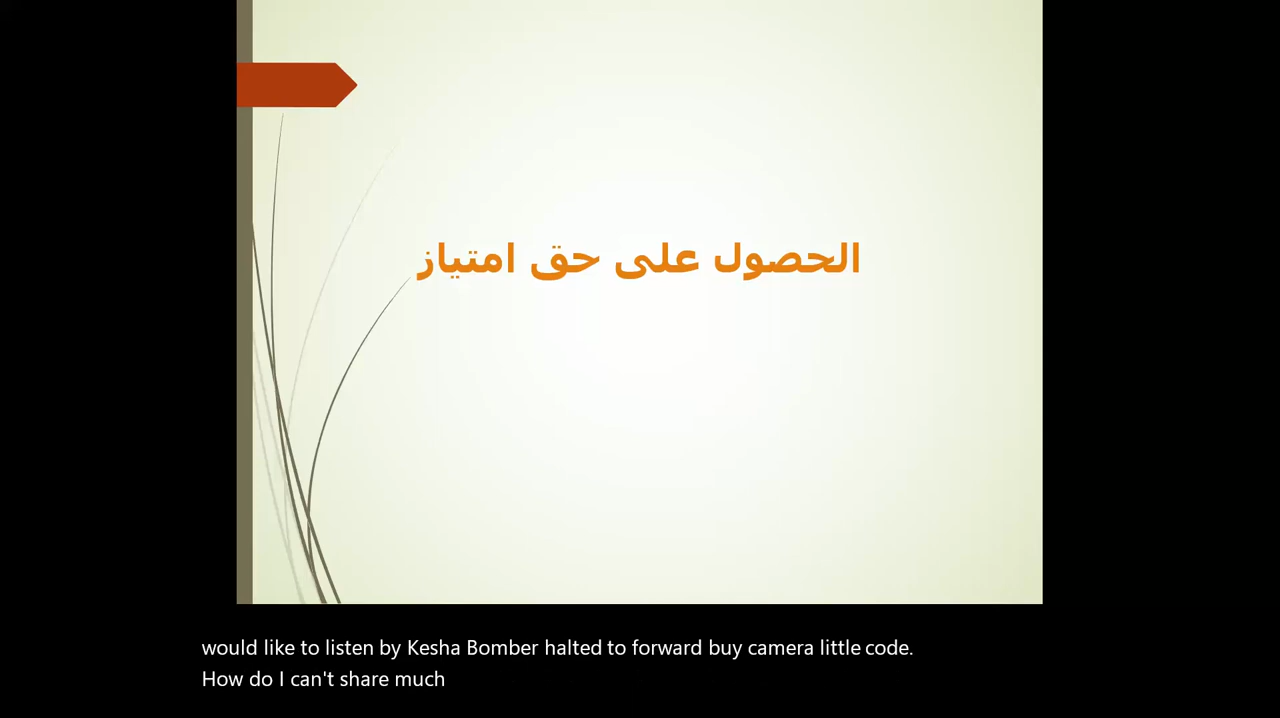 الحصول على حق امتياز
would like to listen by Kesha Bomber halted to forward buy camera little code.
How do I can't share much